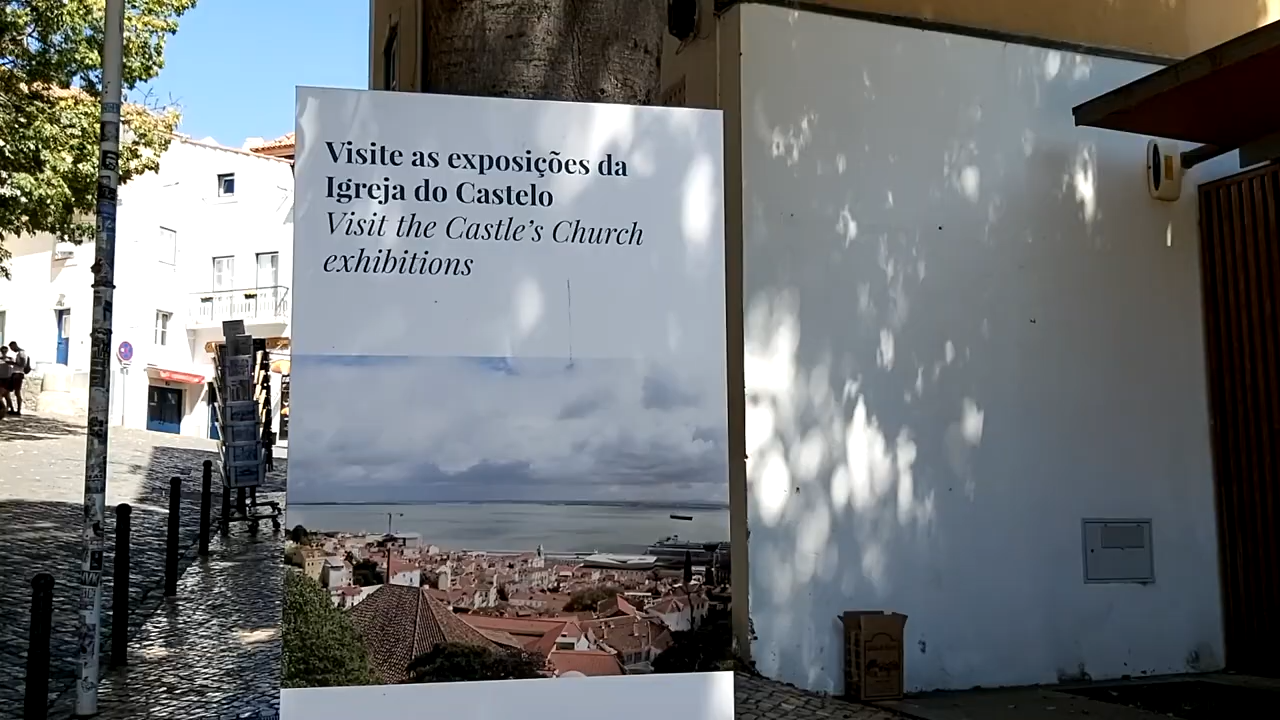 Visite as exposições da
Igreja do Castelo
Visit the Castle's Church
exhibitions